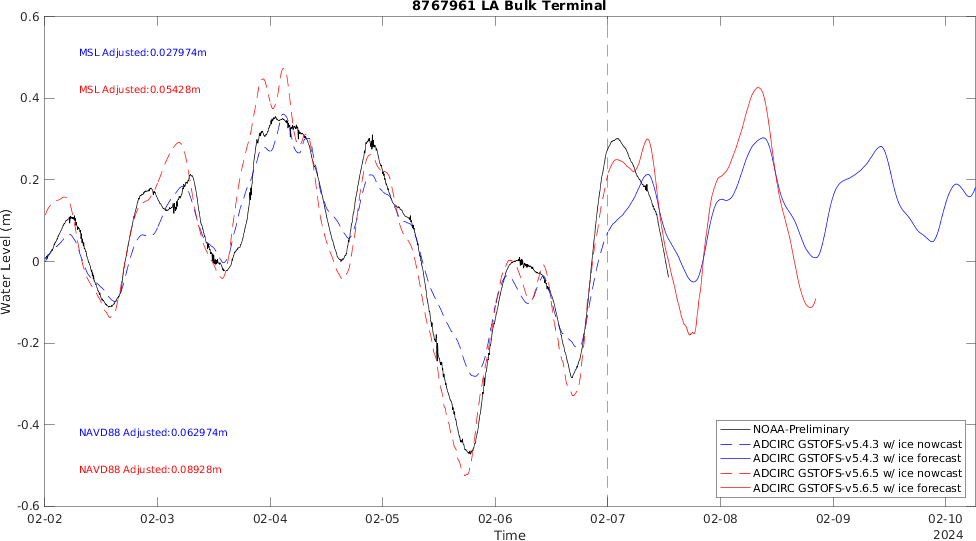 8767961 LA Bulk Terminal
0.6
0.4
0.2
0
-0.2
-0.4
-0.6
Water Level (m)
MSL Adjusted:0.027974m
MSL Adjusted:0.05428m
NAVD88 Adjusted:0.062974m
NAVD88 Adjusted:0.08928m
NOAA-Preliminary
ADCIRC GSTOFS-v5.4.3 w/ ice nowcast
ADCIRC GSTOFS-v5.4.3 w/ ice forecast
ADCIRC GSTOFS-v5.6.5 w/ ice nowcast
ADCIRC GSTOFS-v5.6.5 w/ ice forecast
02-02 02-03 02-04 02-05 02-06 02-07 02-08 02-09 02-10
Time
2024